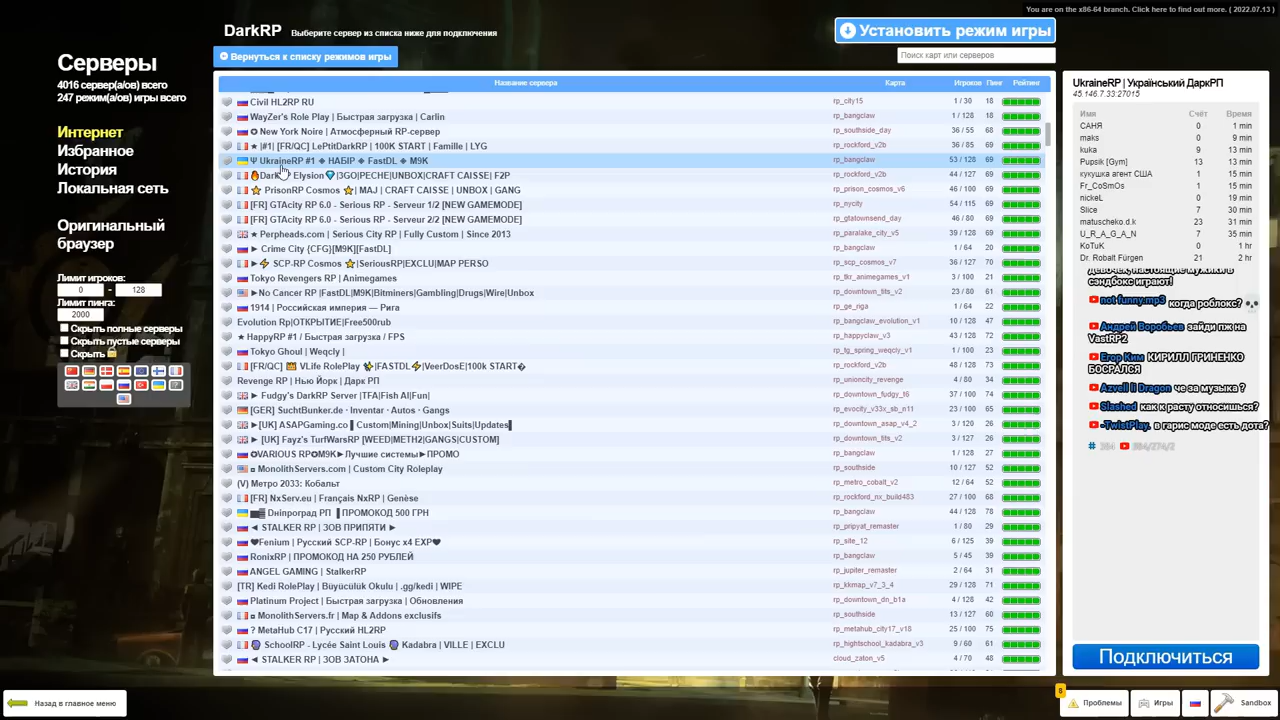 You are on the x86-64 branch. Click here to find out more. ( 2022.07.13 )
DarkRP Выберите сервер из списка ниже для подключения
Установить режим игры
Вернуться к списку режимов игры
Поиск карт или серверов
Серверы
4016 сервер(а/ов) всего
247 режим(а/ов) игры всего
Интернет
Избранное
История
Локальная сеть
Оригинальный
браузер
Лимит игроков:
0 - 128
Лимит пинга:
2000
Скрыть полные серверы
Скрыть пустые серверы
Скрыть
Название сервера Карта Игроков Пинг Рейтинг
Civil HL2RP RU rp_city15 1 / 30 18
WayZer's Role Play | Быстрая загрузка | Carlin rp_bangclaw 1 / 128 18
✪ New York Noire | Атмосферный RP-сервер rp_southside_day 36 / 55 68
★ |#1| [FR/QC] LePtitDarkRP | 100K START | Famille | LYG rp_rockford_v2b 36 / 85 69
Ψ UkraineRP #1 ◆ НАБІР ◆ FastDL ◆ M9K rp_bangclaw 53 / 128 69
Elysion |3GO|PECHE|UNBOX|CRAFT CAISSE| F2P rp_rockford_v2b 44 / 127 69
PrisonRP Cosmos | MAJ | CRAFT CAISSE | UNBOX | GANG rp_prison_cosmos_v6 46 / 100 69
[FR] GTAcity RP 6.0 - Serious RP - Serveur 1/2 [NEW GAMEMODE] rp_nycity 54 / 115 69
[FR] GTAcity RP 6.0 - Serious RP - Serveur 2/2 [NEW GAMEMODE] rp_gtatownsend_day 46 / 80 69
★ Perpheads.com | Serious City RP | Fully Custom | Since 2013 rp_paralake_city_v5 39 / 128 69
► Crime City {CFG}[M9K][FastDL] rp_bangclaw 1 / 64 20
►⚡ SCP-RP Cosmos ⭐|SeriousRP|EXCLU|MAP PERSO rp_scp_cosmos_v7 36 / 127 70
Tokyo Revengers RP | Animegames rp_tkr_animegames_v1 3 / 100 21
►No Cancer RP |FastDL|M9K|Bitminers|Gambling|Drugs|Wire|Unbox rp_downtown_tits_v2 23 / 80 61
1914 | Российская империя — Рига rp_ge_riga 1 / 64 22
Evolution Rp|ОТКРЫТИЕ|Free500rub rp_bangclaw_evolution_v1 10 / 128 47
★ HappyRP #1 / Быстрая загрузка / FPS rp_happyclaw_v3 43 / 128 72
Tokyo Ghoul | Weqcly | rp_tg_spring_weqcly_v1 1 / 100 23
[FR/QC] VLife RolePlay |FASTDL⚡|VeerDosE|100k START� rp_rockford_v2b 48 / 128 73
Revenge RP | Нью Йорк | Дарк РП rp_unioncity_revenge 4 / 80 34
► Fudgy's DarkRP Server |TFA|Fish AI|Fun| rp_downtown_fudgy_t6 37 / 100 74
[GER] SuchtBunker.de · Inventar · Autos · Gangs rp_evocity_v33x_sb_n11 23 / 100 65
►[UK] ASAPGaming.co▐ Custom|Mining|Unbox|Suits|Updates▌ rp_downtown_asap_v4_2 3 / 120 26
►[UK] Fayz's TurfWarsRP [WEED|METH2|GANGS|CUSTOM] rp_downtown_tits_v2 3 / 127 26
✪VARIOUS RP✪M9K►Лучшие системы►ПРОМО rp_bangclaw 1 / 128 27
¤ MonolithServers.com | Custom City Roleplay rp_southside 10 / 127 52
(V) Метро 2033: Кобальт rp_metro_cobalt_v2 12 / 64 52
[FR] NxServ.eu | Français NxRP | Genèse rp_rockford_nx_build483 27 / 100 68
▓ Dніпроград РП ▐ ПРОМОКОД 500 ГРН rp_bangclaw 44 / 128 78
◄ STALKER RP | ЗОВ ПРИПЯТИ ► rp_pripyat_remaster 1 / 80 29
❤Fenium | Русский SCP-RP | Бонус x4 EXP❤ rp_site_12 6 / 125 39
RonixRP | ПРОМОКОД НА 250 РУБЛЕЙ rp_bangclaw 5 / 45 39
ANGEL GAMING | StalkerRP rp_jupiter_remaster 2 / 64 31
[TR] Kedi RolePlay | Büyücülük Okulu | .gg/kedi | WIPE rp_kkmap_v7_3_4 29 / 128 71
Platinum Project | Быстрая загрузка | Обновления rp_downtown_dn_b1a 4 / 128 42
¤ MonolithServers.fr | Map & Addons exclusifs rp_southside 13 / 127 60
? MetaHub C17 | Русский HL2RP rp_metahub_city17_v18 25 / 100 75
SchoolRP - Lycée Saint Louis Kadabra | VILLE | EXCLU rp_hightschool_kadabra_v3 9 / 60 61
◄ STALKER RP | ЗОВ ЗАТОНА ► cloud_zaton_v5 4 / 70 48
UkraineRP | Український ДаркРП
45.146.7.33:27015
Имя Счёт Время
САНЯ 0 1 min
maks 0 9 min
kuka 9 13 min
Pupsik [Gym] 13 13 min
кукушка агент США 1 15 min
Fr_CoSmOs 1 15 min
nickeL 0 19 min
Slice 7 30 min
matuscheko.d.k 23 31 min
U_R_A_G_A_N 7 35 min
KoTuK 0 1 hr
Dr. Robalt Fürgen 21 2 hr
девочек, настоящие мужики в
сэндбокс играют!
not funny.mp3 когда роблокс?
Андрей Воробьев зайди пж на
VastRP2
Егор Ким КИРИЛЛ ГРИНЕНКО
БОСРАЛСЯ
Azvell li Dragon че за музыка ?
Slashed как к расту относишься?
-TwistPlay. в гарис моде есть дота?
Подключиться
Назад в главное меню
8
Проблемы
Игры
Sandbox